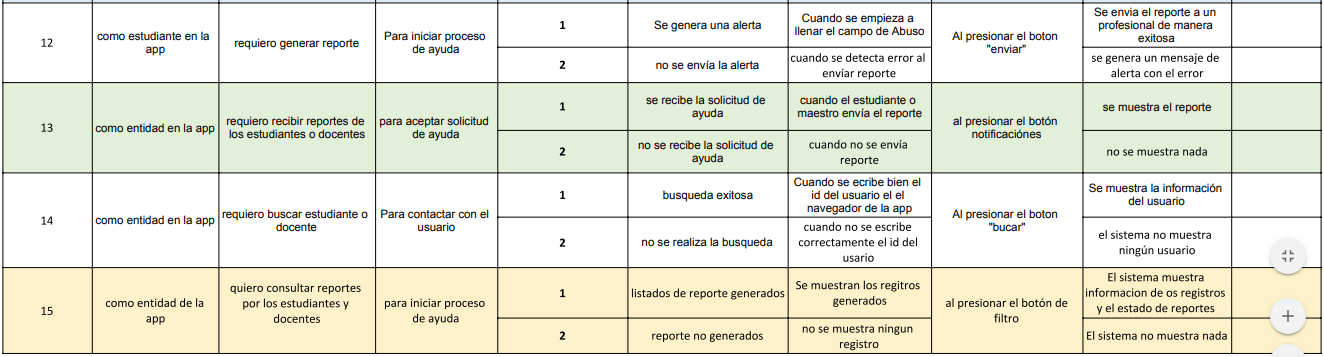 12
como estudiante en la
app
requiero generar reporte
Para iniciar proceso
de ayuda
1
Se genera una alerta
Cuando se empieza a
llenar el campo de Abuso
Al presionar el boton
"enviar"
Se envia el reporte a un
profesional de manera
exitosa
2
no se envía la alerta
cuando se detecta error al
envíar reporte
se genera un mensaje de
alerta con el error
13
como entidad en la app
requiero recibir reportes de
los estudiantes o docentes
para aceptar solicitud
de ayuda
1
se recibe la solicitud de
ayuda
cuando el estudiante o
maestro envía el reporte
al presionar el botón
notificaciónes
se muestra el reporte
2
no se recibe la solicitud de
ayuda
cuando no se envía
reporte
no se muestra nada
14
como entidad en la app
requiero buscar estudiante o
docente
Para contactar con el
usuario
1
busqueda exitosa
Cuando se ecribe bien el
id del usuario el el
navegador de la app
Al presionar el boton
"bucar"
Se muestra la información
del usuario
2
no se realiza la busqueda
cuando no se escribe
correctamente el id del
usario
el sistema no muestra
ningún usuario
15
como entidad de la
app
quiero consultar reportes
por los estudiantes y
docentes
para iniciar proceso
de ayuda
1
listados de reporte generados
Se muestran los regitros
generados
al presionar el botón de
filtro
El sistema muestra
informacion de os registros
y el estado de reportes
2
reporte no generados
no se muestra ningun
registro
El sistema no muestra nada